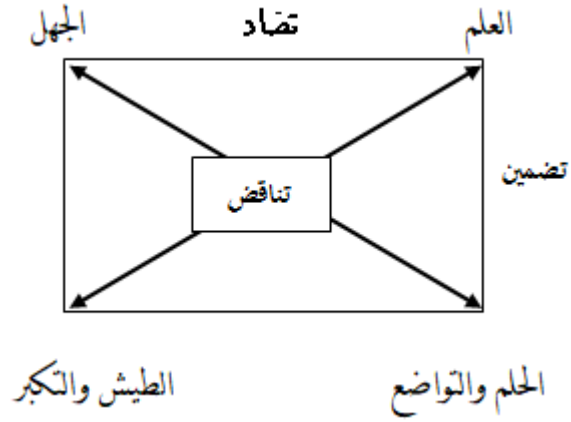 العلم تضاد الجهل
تضمين
تناقض
الحلم والتواضع الطيش والتكبر